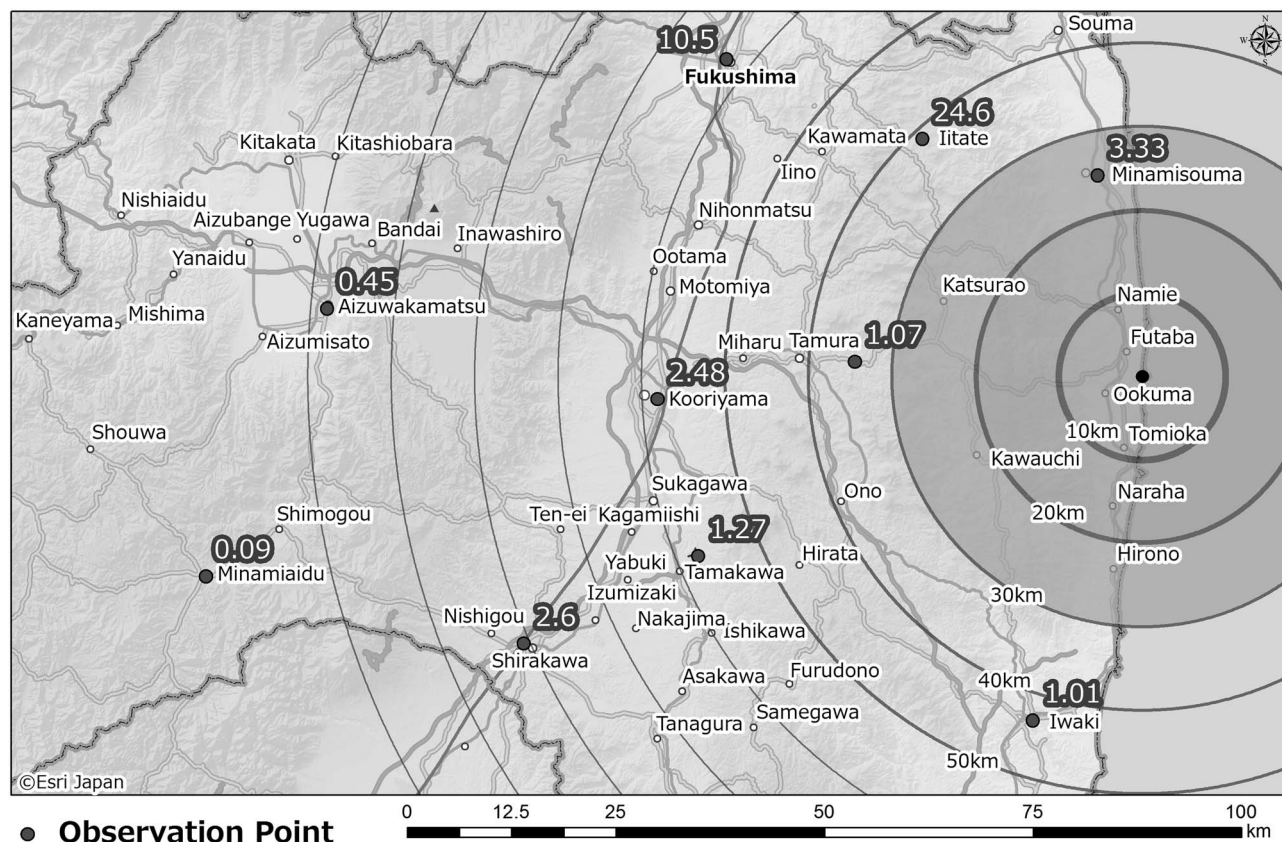 Souma
N
W E
S
10.5
Fukushima
24.6
Kawamata
Iitate
Kitakata
Kitashiobara
Iino
3.33
Minamisouma
Nishiaidu
Nihonmatsu
Aizubange Yugawa
Bandai
Inawashiro
Yanaidu
Ootama
Motomiya
0.45
Aizuwakamatsu
Katsurao
Namie
Kaneyama
Mishima
Aizumisato
Miharu
Tamura
1.07
Futaba
2.48
Kooriyama
Ookuma
Shouwa
10km
Tomioka
Kawauchi
Sukagawa
Ono
Naraha
Shimogou
Ten-ei
Kagamiishi
20km
0.09
Minamiaidu
1.27
Hirata
Hirono
Yabuki
Tamakawa
Izumizaki
30km
Nishigou
2.6
Nakajima
Ishikawa
Shirakawa
Asakawa
Furudono
40km
1.01
Iwaki
Tanagura
Samegawa
50km
©Esri Japan
Observation Point
0 12.5 25 50 75 100
km